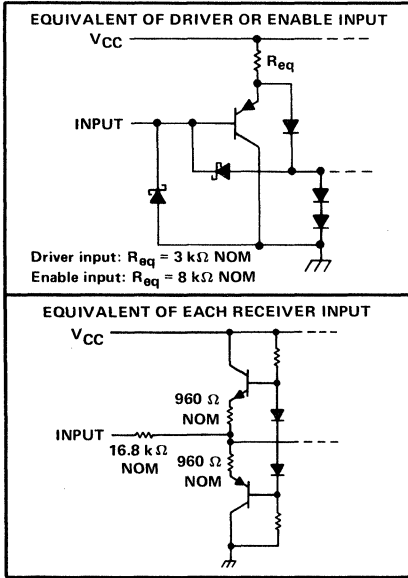 EQUIVALENT OF DRIVER OR ENABLE INPUT
VCC
Req
INPUT
Driver input: Req = 3 kΩ NOM
Enable input: Req = 8 kΩ NOM
EQUIVALENT OF EACH RECEIVER INPUT
VCC
960 Ω
NOM
INPUT
16.8 kΩ
NOM
960 Ω
NOM